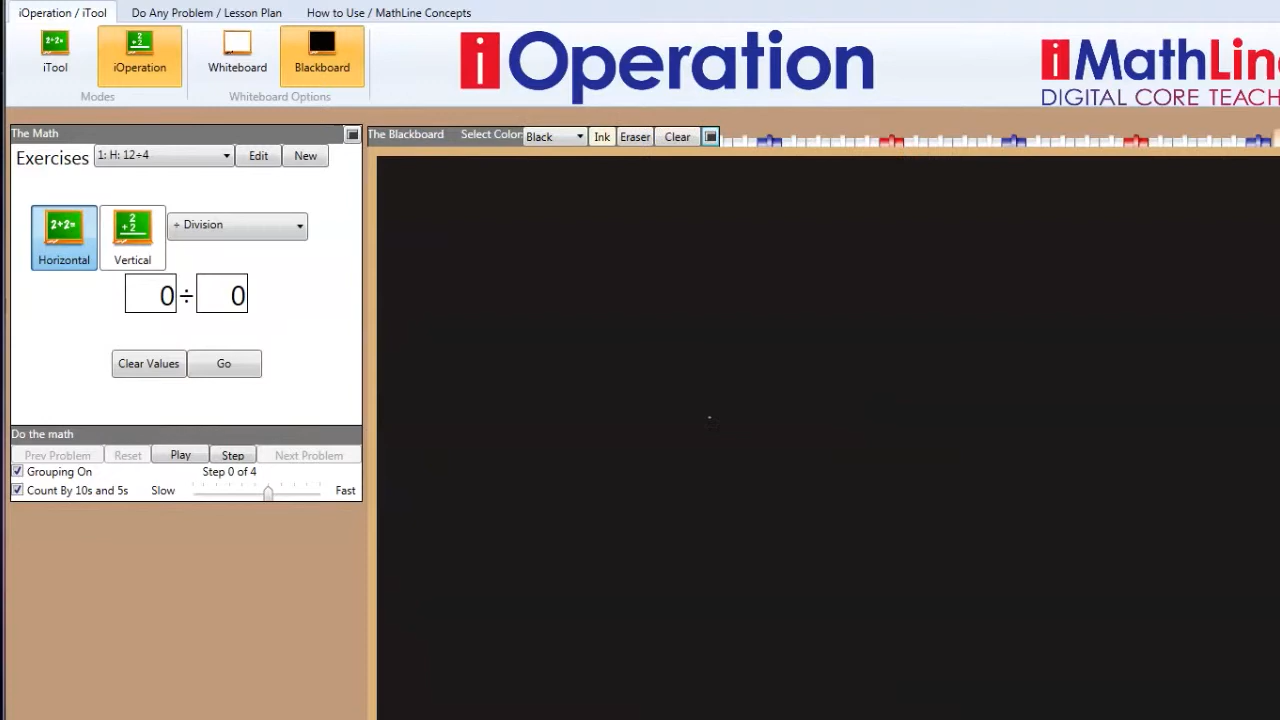 iOperation / iTool
Do Any Problem / Lesson Plan
How to Use / MathLine Concepts
iTool
iOperation
Whiteboard
Blackboard
Modes
Whiteboard Options
iOperation
iMathLin
DIGITAL CORE TEACH
The Math
Exercises 1: H: 12÷4 Edit New
Horizontal
Vertical
÷ Division
0 ÷ 0
Clear Values Go
Do the math
Prev Problem Reset Play Step Next Problem
Grouping On Step 0 of 4
Count By 10s and 5s Slow Fast
The Blackboard Select Color: Black Ink Eraser Clear